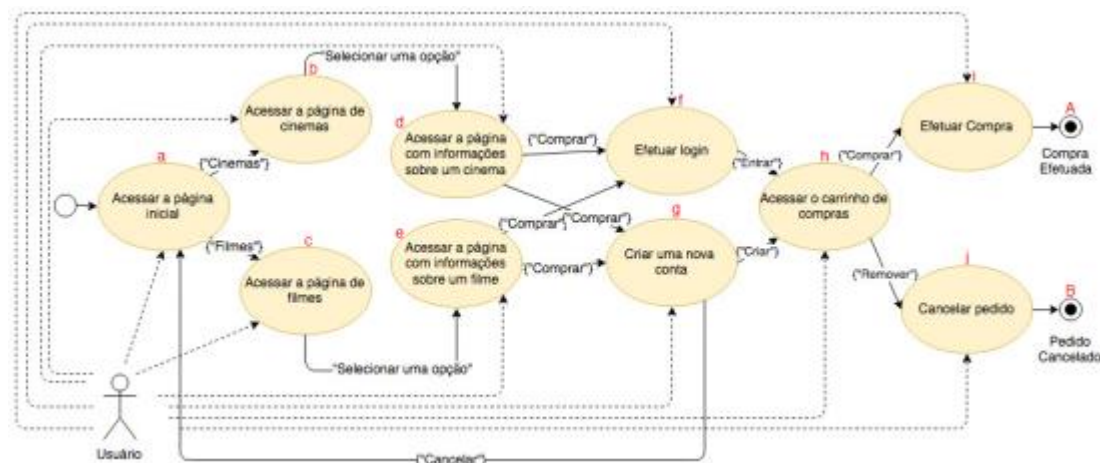 "Selecionar uma opção"
b
Acessar a página de
cinemas
{"Cinemas"}
a
Acessar a página
inicial
{"Filmes"}
c
Acessar a página de
filmes
"Selecionar uma opção"
d
Acessar a página
com informações
sobre um cinema
{"Comprar"}
{"Comprar"}
e
Acessar a página
com informações
sobre um filme
{"Comprar"}
{"Comprar"}
f
Efetuar login
{"Entrar"}
g
Criar uma nova
conta
{"Criar"}
{"Cancelar"}
h
Acessar o carrinho de
compras
{"Comprar"}
{"Remover"}
i
Efetuar Compra
A
Compra
Efetuada
j
Cancelar pedido
B
Pedido
Cancelado
Usuário